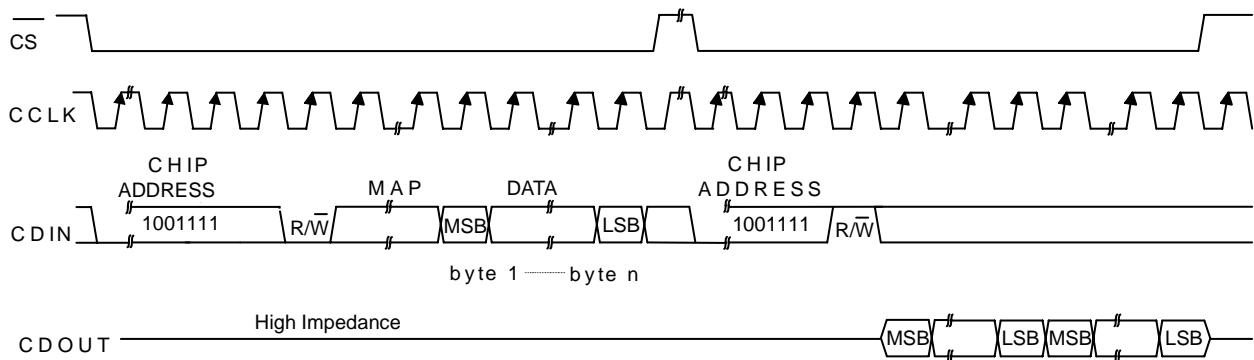 CS
CCLK
CHIP
ADDRESS
MAP
DATA
CHIP
ADDRESS
CDIN
1001111
R/W
MSB
LSB
1001111
R/W
byte 1 ······· byte n
High Impedance
CDOUT
MSB
LSB
MSB
LSB